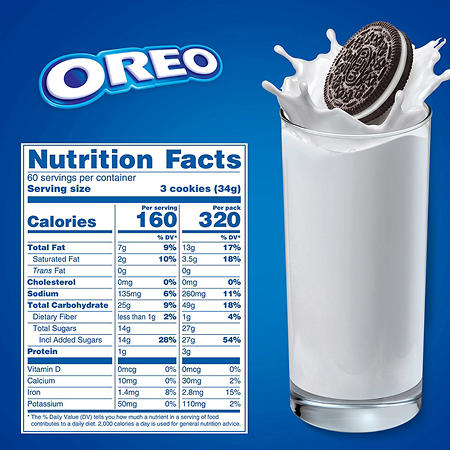 OREO
Nutrition Facts
60 servings per container
Serving size 3 cookies (34g)
Per serving Per pack
Calories 160 320
% DV* % DV*
Total Fat 7g 9% 13g 17%
Saturated Fat 2g 10% 3.5g 18%
Trans Fat 0g 0g
Cholesterol 0mg 0% 0mg 0%
Sodium 135mg 6% 260mg 11%
Total Carbohydrate 25g 9% 49g 18%
Dietary Fiber less than 1g 2% 1g 4%
Total Sugars 14g 27g
Incl Added Sugars 14g 28% 27g 54%
Protein 1g 3g
Vitamin D 0mcg 0% 0mcg 0%
Calcium 10mg 0% 30mg 2%
Iron 1.4mg 8% 2.8mg 15%
Potassium 50mg 0% 110mg 2%
* The % Daily Value (DV) tells you how much a nutrient in a serving of food
contributes to a daily diet. 2,000 calories a day is used for general nutrition advice.
OREO